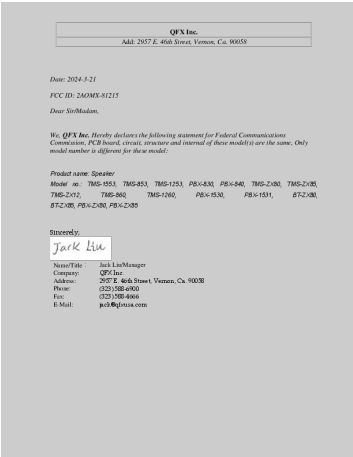 QFX Inc.
Add: 2957 E. 46th Street, Vernon, Ca. 90058
Date: 2024-3-21
FCC ID: 2AOMX-81215
Dear Sir/Madam,
We, QFX Inc. Hereby declares the following statement for Federal Communications
Commission, PCB board, circuit, structure and internal of these model(s) are the same, Only
model number is different for these model:
Product name: Speaker
Model no.: TMS-1553, TMS-853, TMS-1253, PBX-830, PBX-840, TMS-ZX80, TMS-ZX85,
TMS-ZX12, TMS-860, TMS-1260, PBX-1530, PBX-1531, BT-ZX80,
BT-ZX85, PBX-ZX80, PBX-ZX85
Sincerely,
Jack Liu
Name/Title : Jack Liu/Manager
Company: QFX Inc.
Address: 2957 E. 46th Street, Vernon, Ca. 90058
Phone: (323) 588-6900
Fax: (323) 588-4666
E-Mail: jack@qfxusa.com